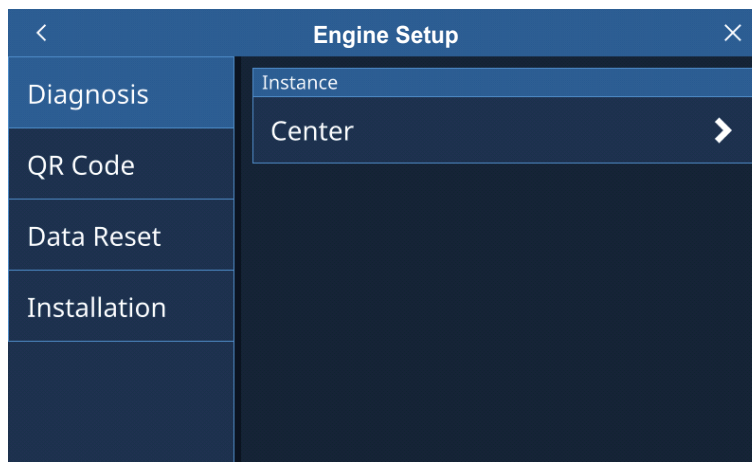 Engine Setup
Diagnosis
QR Code
Data Reset
Installation
Instance
Center